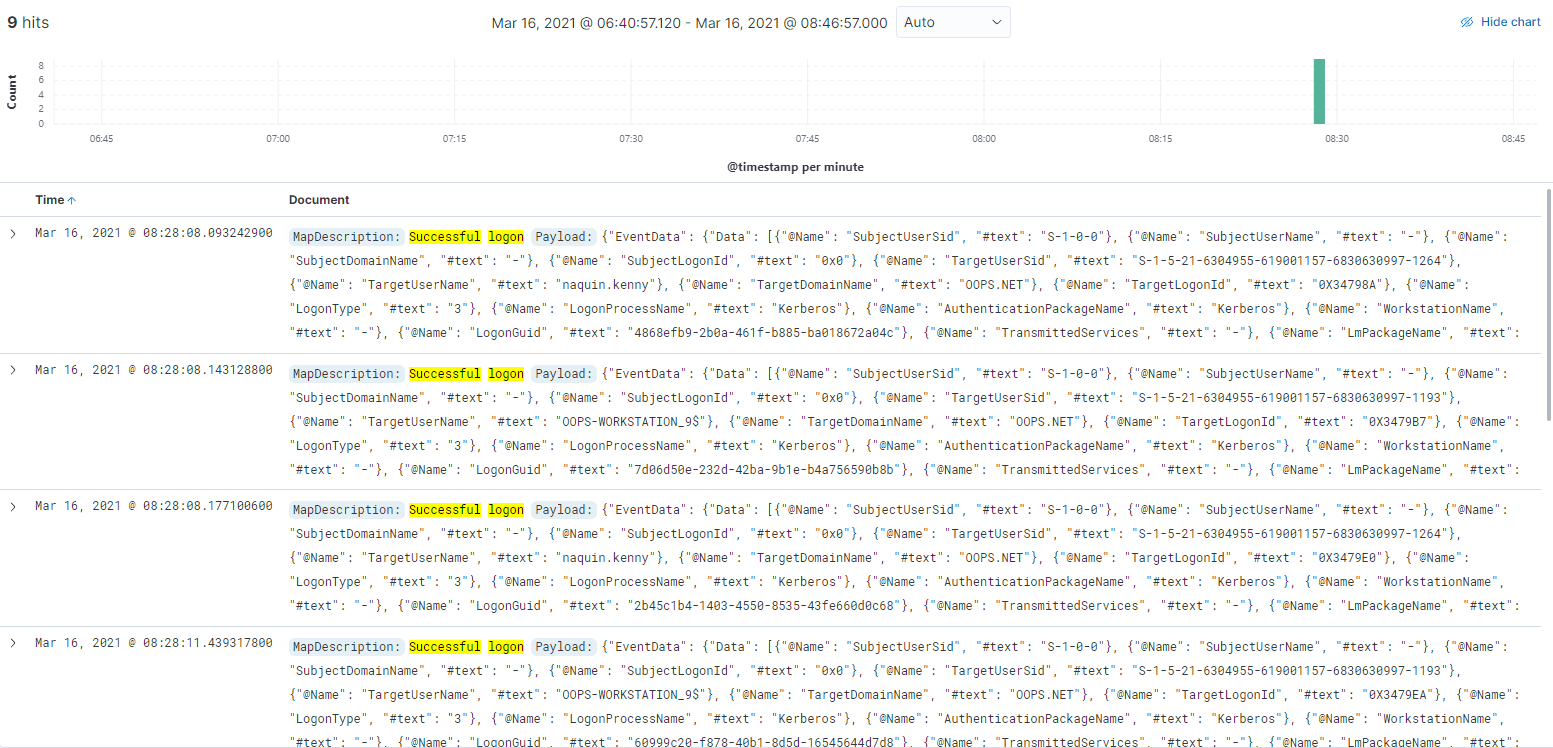 9 hits
Mar 16, 2021 @ 06:40:57.120 - Mar 16, 2021 @ 08:46:57.000
Auto
Hide chart
Count
8
6
4
2
0
06:45 07:00 07:15 07:30 07:45 08:00 08:15 08:30 08:45
@timestamp per minute
Time Document
Mar 16, 2021 @ 08:28:08.093242900 MapDescription: Successful logon Payload: {"EventData": {"Data": [{"@Name": "SubjectUserSid", "#text": "S-1-0-0"}, {"@Name": "SubjectUserName", "#text": "-"}, {"@Name":
"SubjectDomainName", "#text": "-"}, {"@Name": "SubjectLogonId", "#text": "0x0"}, {"@Name": "TargetUserSid", "#text": "S-1-5-21-6304955-619001157-6830630997-1264"},
{"@Name": "TargetUserName", "#text": "naquin.kenny"}, {"@Name": "TargetDomainName", "#text": "OOPS.NET"}, {"@Name": "TargetLogonId", "#text": "0X34798A"}, {"@Name":
"LogonType", "#text": "3"}, {"@Name": "LogonProcessName", "#text": "Kerberos"}, {"@Name": "AuthenticationPackageName", "#text": "Kerberos"}, {"@Name": "WorkstationName",
"#text": "-"}, {"@Name": "LogonGuid", "#text": "4868efb9-2b0a-461f-b885-ba018672a04c"}, {"@Name": "TransmittedServices", "#text": "-"}, {"@Name": "LmPackageName", "#text":
Mar 16, 2021 @ 08:28:08.143128800 MapDescription: Successful logon Payload: {"EventData": {"Data": [{"@Name": "SubjectUserSid", "#text": "S-1-0-0"}, {"@Name": "SubjectUserName", "#text": "-"}, {"@Name":
"SubjectDomainName", "#text": "-"}, {"@Name": "SubjectLogonId", "#text": "0x0"}, {"@Name": "TargetUserSid", "#text": "S-1-5-21-6304955-619001157-6830630997-1193"},
{"@Name": "TargetUserName", "#text": "OOPS-WORKSTATION_9$"}, {"@Name": "TargetDomainName", "#text": "OOPS.NET"}, {"@Name": "TargetLogonId", "#text": "0X3479B7"}, {"@Name":
"LogonType", "#text": "3"}, {"@Name": "LogonProcessName", "#text": "Kerberos"}, {"@Name": "AuthenticationPackageName", "#text": "Kerberos"}, {"@Name": "WorkstationName",
"#text": "-"}, {"@Name": "LogonGuid", "#text": "7d06d50e-232d-42ba-9b1e-b4a756590b8b"}, {"@Name": "TransmittedServices", "#text": "-"}, {"@Name": "LmPackageName", "#text":
Mar 16, 2021 @ 08:28:08.177100600 MapDescription: Successful logon Payload: {"EventData": {"Data": [{"@Name": "SubjectUserSid", "#text": "S-1-0-0"}, {"@Name": "SubjectUserName", "#text": "-"}, {"@Name":
"SubjectDomainName", "#text": "-"}, {"@Name": "SubjectLogonId", "#text": "0x0"}, {"@Name": "TargetUserSid", "#text": "S-1-5-21-6304955-619001157-6830630997-1264"},
{"@Name": "TargetUserName", "#text": "naquin.kenny"}, {"@Name": "TargetDomainName", "#text": "OOPS.NET"}, {"@Name": "TargetLogonId", "#text": "0X3479E0"}, {"@Name":
"LogonType", "#text": "3"}, {"@Name": "LogonProcessName", "#text": "Kerberos"}, {"@Name": "AuthenticationPackageName", "#text": "Kerberos"}, {"@Name": "WorkstationName",
"#text": "-"}, {"@Name": "LogonGuid", "#text": "2b45c1b4-1403-4550-8535-43fe660d0c68"}, {"@Name": "TransmittedServices", "#text": "-"}, {"@Name": "LmPackageName", "#text":
Mar 16, 2021 @ 08:28:11.439317800 MapDescription: Successful logon Payload: {"EventData": {"Data": [{"@Name": "SubjectUserSid", "#text": "S-1-0-0"}, {"@Name": "SubjectUserName", "#text": "-"}, {"@Name":
"SubjectDomainName", "#text": "-"}, {"@Name": "SubjectLogonId", "#text": "0x0"}, {"@Name": "TargetUserSid", "#text": "S-1-5-21-6304955-619001157-6830630997-1193"},
{"@Name": "TargetUserName", "#text": "OOPS-WORKSTATION_9$"}, {"@Name": "TargetDomainName", "#text": "OOPS.NET"}, {"@Name": "TargetLogonId", "#text": "0X3479EA"}, {"@Name":
"LogonType", "#text": "3"}, {"@Name": "LogonProcessName", "#text": "Kerberos"}, {"@Name": "AuthenticationPackageName", "#text": "Kerberos"}, {"@Name": "WorkstationName",
"#text": "-"}, {"@Name": "LogonGuid", "#text": "60999c20-f878-40b1-8d5d-16545644d7d8"}, {"@Name": "TransmittedServices", "#text": "-"}, {"@Name": "LmPackageName", "#text":